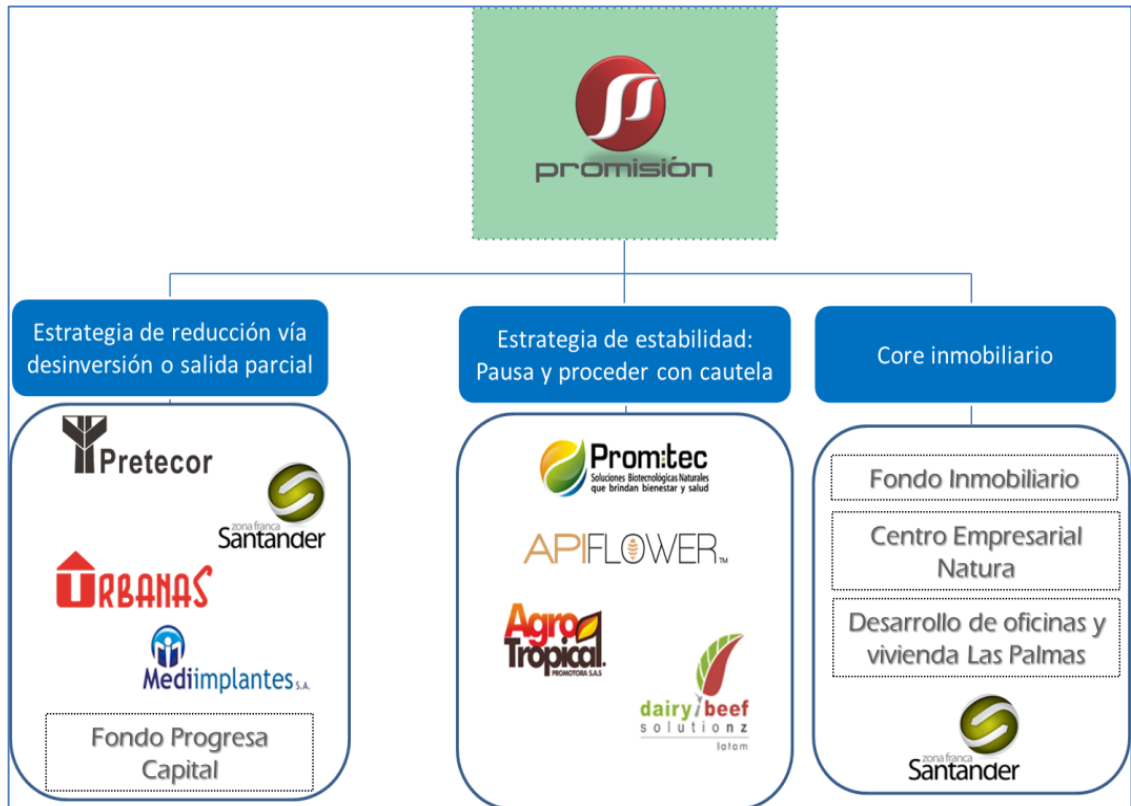 promisión
Estrategia de reducción vía
desinversión o salida parcial
Pretecor
zona franca
Santander
URBANAS
Mediimplantes S.A.
Fondo Progresa
Capital
Estrategia de estabilidad:
Pausa y proceder con cautela
Prom:tec
Soluciones Biotecnológicas Naturales
que brindan bienestar y salud
APIFLOWER TM
Agro
Tropical.
PROMOTORA S.A.S
dairy/beef
solutionz
latam
Core inmobiliario
Fondo Inmobiliario
Centro Empresarial
Natura
Desarrollo de oficinas y
vivienda Las Palmas
zona franca
Santander